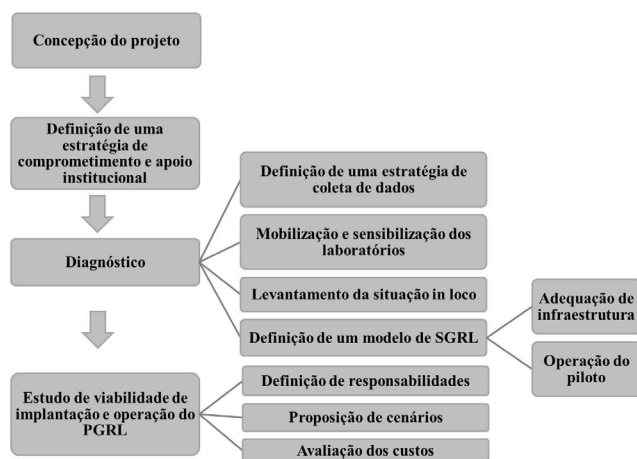 Concepção do projeto
Definição de uma
estratégia de
comprometimento e apoio
institucional
Diagnóstico
Definição de uma estratégia de
coleta de dados
Mobilização e sensibilização dos
laboratórios
Levantamento da situação in loco
Definição de um modelo de SGRL
Adequação de
infraestrutura
Operação do
piloto
Estudo de viabilidade de
implantação e operação do
PGRL
Definição de responsabilidades
Proposição de cenários
Avaliação dos custos